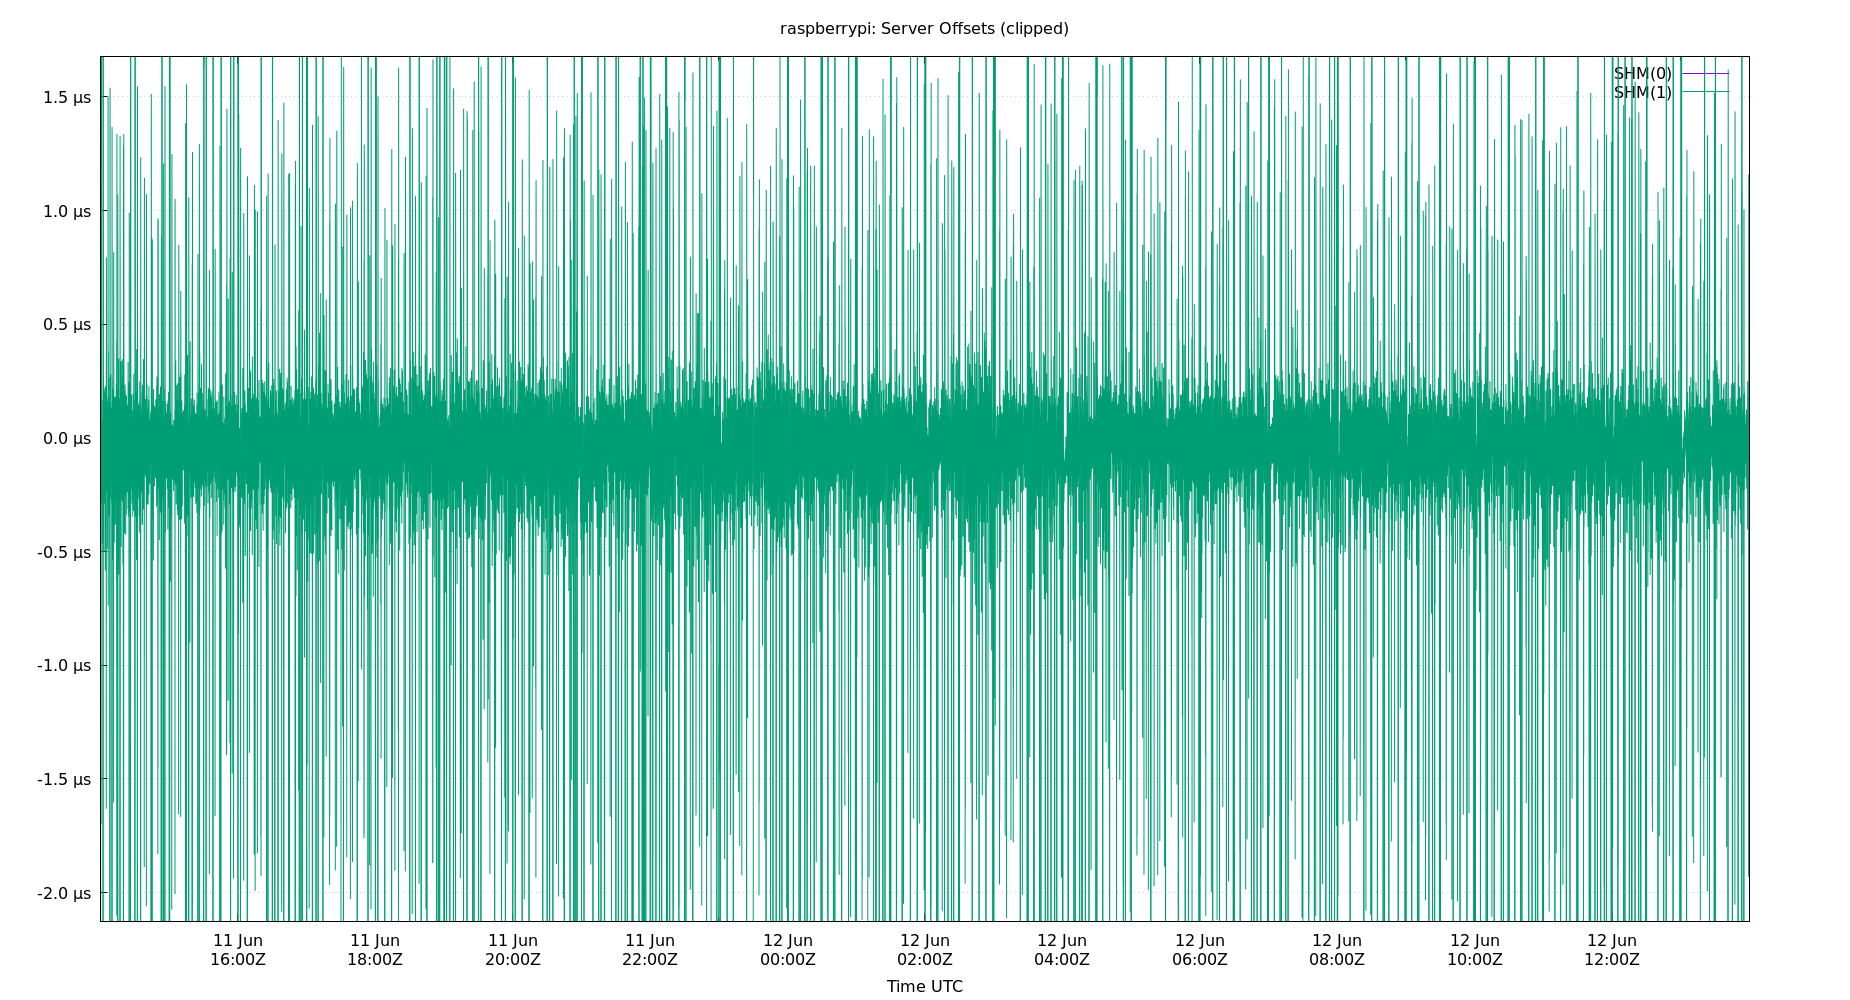 raspberrypi: Server Offsets (clipped)
SHM(0)
SHM(1)
1.5 µs
1.0 µs
0.5 µs
0.0 µs
-0.5 µs
-1.0 µs
-1.5 µs
-2.0 µs
11 Jun 11 Jun 11 Jun 11 Jun 12 Jun 12 Jun 12 Jun 12 Jun 12 Jun 12 Jun 12 Jun
16:00Z 18:00Z 20:00Z 22:00Z 00:00Z 02:00Z 04:00Z 06:00Z 08:00Z 10:00Z 12:00Z
Time UTC